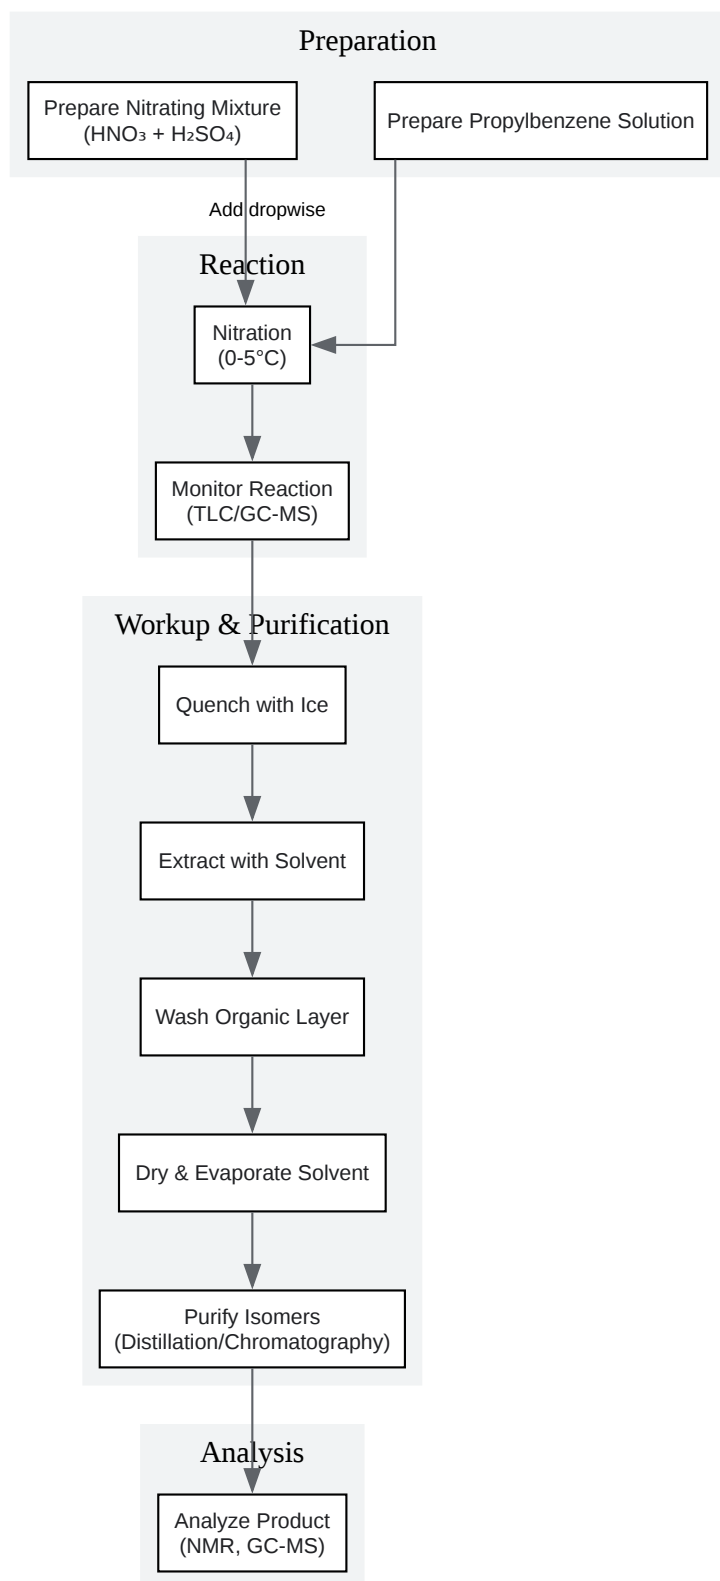 Preparation
Prepare Nitrating Mixture
(HNO₃ + H₂SO₄)
Prepare Propylbenzene Solution
Add dropwise
Reaction
Nitration
(0-5°C)
Monitor Reaction
(TLC/GC-MS)
Workup & Purification
Quench with Ice
Extract with Solvent
Wash Organic Layer
Dry & Evaporate Solvent
Purify Isomers
(Distillation/Chromatography)
Analysis
Analyze Product
(NMR, GC-MS)